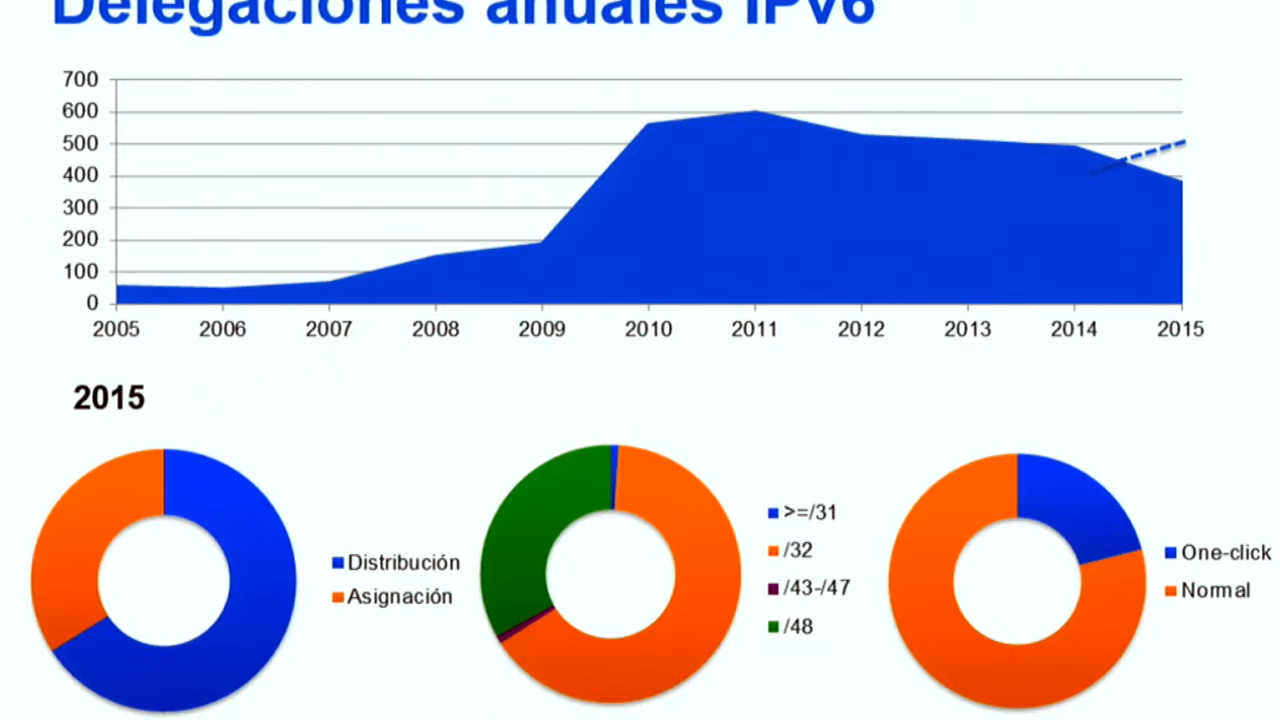 Delegaciones anuales IPv6
700
600
500
400
300
200
100
0
2005 2006 2007 2008 2009 2010 2011 2012 2013 2014 2015
2015
Distribución
Asignación
>=/31
/32
/43-/47
/48
One-click
Normal